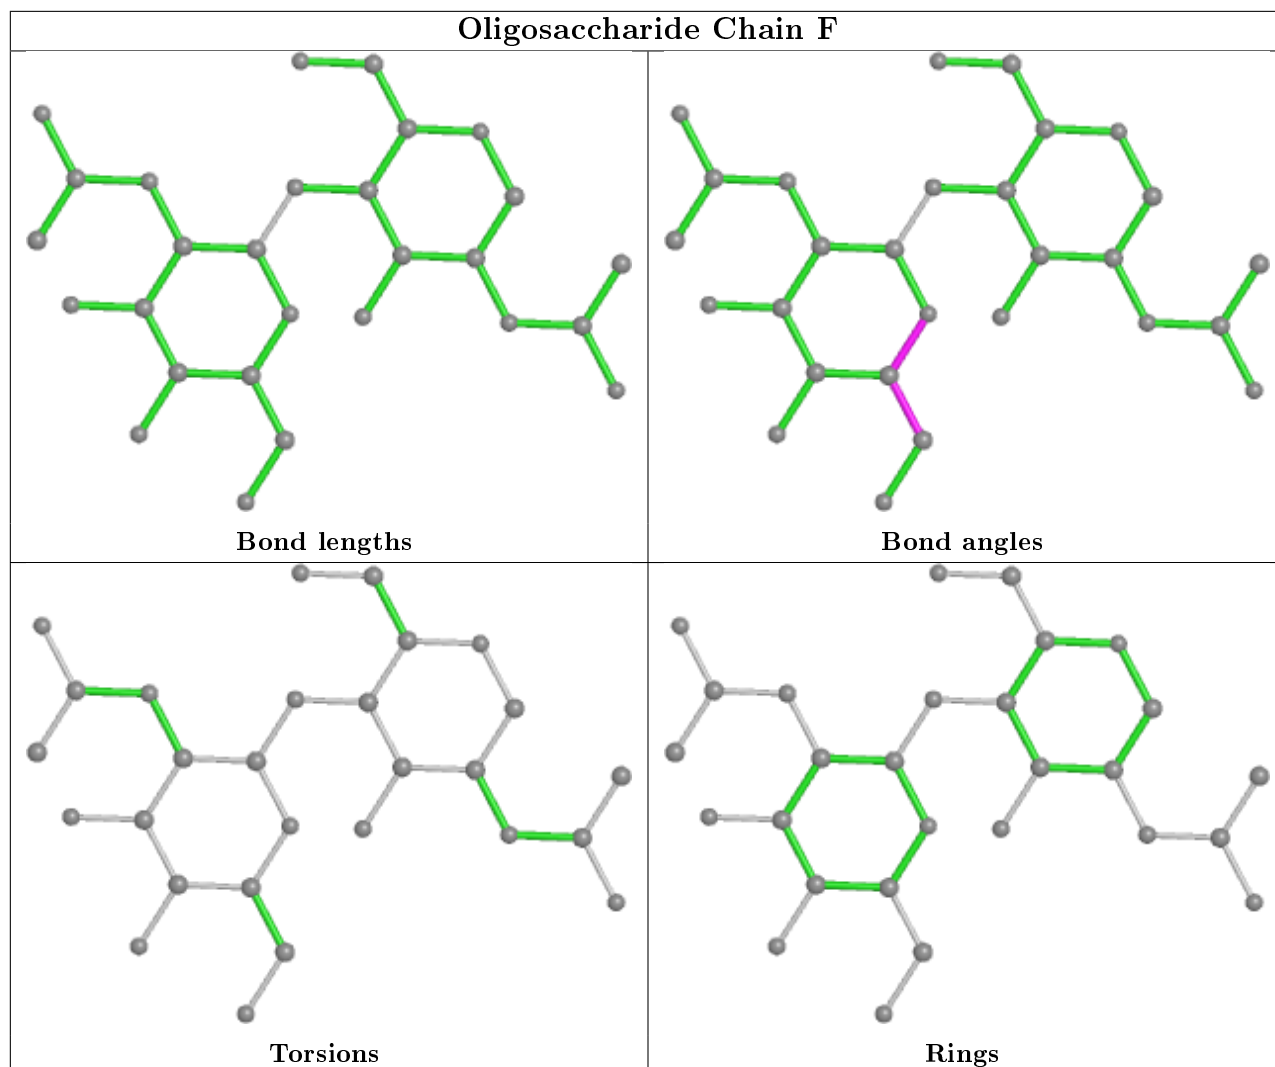 Oligosaccharide Chain F
Bond lengths
Bond angles
Torsions
Rings